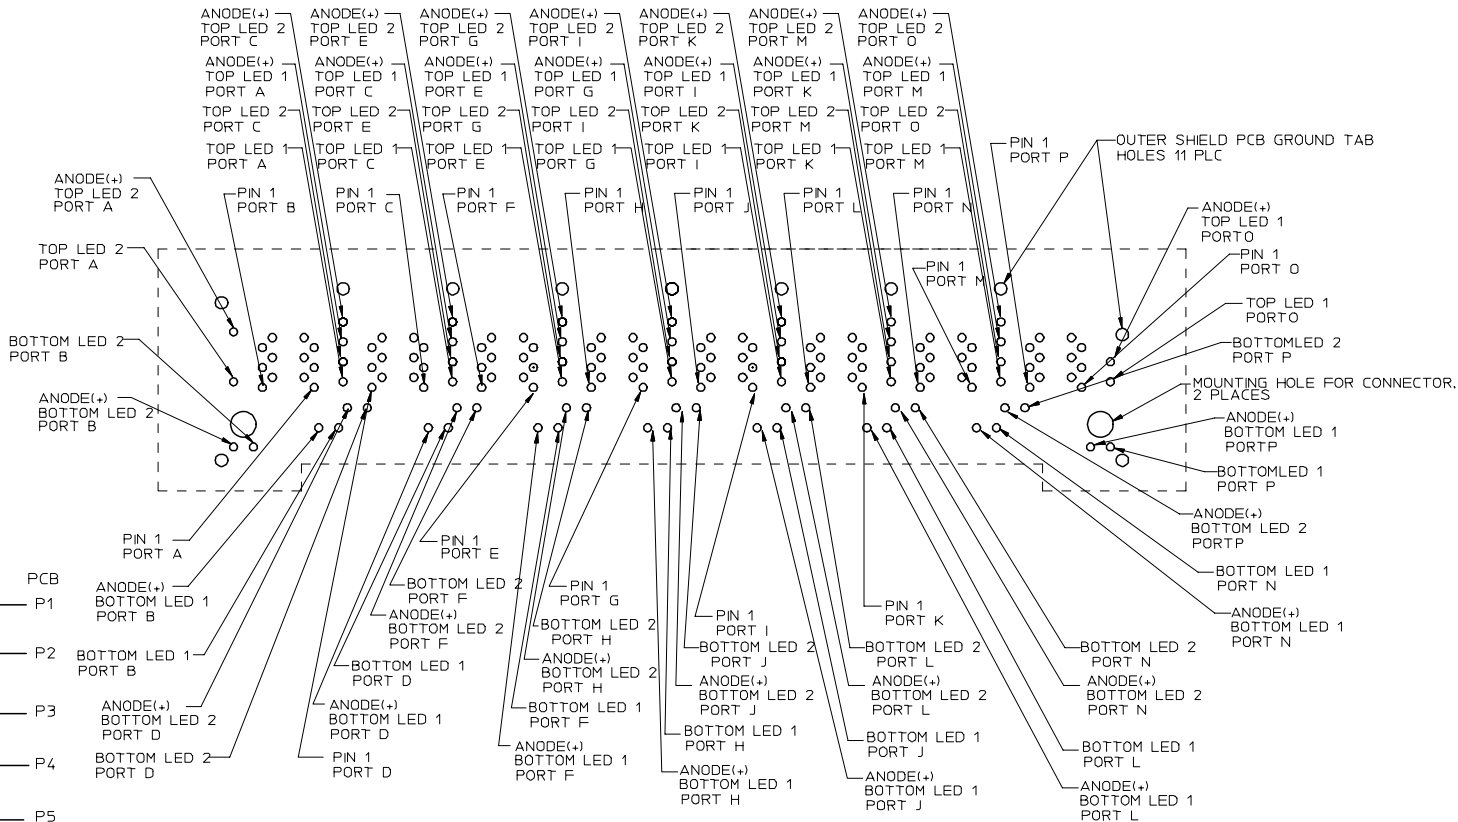 ANODE(+)
TOP LED 2
PORT C
ANODE(+)
TOP LED 2
PORT E
ANODE(+)
TOP LED 2
PORT G
ANODE(+)
TOP LED 2
PORT I
ANODE(+)
TOP LED 2
PORT K
ANODE(+)
TOP LED 2
PORT M
ANODE(+)
TOP LED 2
PORT O
ANODE(+)
TOP LED 1
PORT A
ANODE(+)
TOP LED 1
PORT C
ANODE(+)
TOP LED 1
PORT E
ANODE(+)
TOP LED 1
PORT G
ANODE(+)
TOP LED 1
PORT I
ANODE(+)
TOP LED 1
PORT K
ANODE(+)
TOP LED 1
PORT M
TOP LED 2
PORT C
TOP LED 2
PORT E
TOP LED 2
PORT G
TOP LED 2
PORT I
TOP LED 2
PORT K
TOP LED 2
PORT M
TOP LED 2
PORT O
TOP LED 1
PORT A
TOP LED 1
PORT C
TOP LED 1
PORT E
TOP LED 1
PORT G
TOP LED 1
PORT I
TOP LED 1
PORT K
TOP LED 1
PORT M
PIN 1
PORT P
OUTER SHIELD PCB GROUND TAB
HOLES 11 PLC
ANODE(+)
TOP LED 2
PORT A
PIN 1
PORT B
PIN 1
PORT C
PIN 1
PORT F
PIN 1
PORT H
PIN 1
PORT J
PIN 1
PORT L
PIN 1
PORT N
ANODE(+)
TOP LED 1
PORTO
TOP LED 2
PORT A
PIN 1
PORT M
PIN 1
PORT O
TOP LED 1
PORTO
BOTTOM LED 2
PORT B
BOTTOMLED 2
PORT P
MOUNTING HOLE FOR CONNECTOR,
2 PLACES
ANODE(+)
BOTTOM LED 2
PORT B
ANODE(+)
BOTTOM LED 1
PORTP
BOTTOMLED 1
PORT P
ANODE(+)
BOTTOM LED 2
PORTP
PIN 1
PORT A
PIN 1
PORT E
BOTTOM LED 1
PORT N
PCB
P1
ANODE(+)
BOTTOM LED 1
PORT B
BOTTOM LED 2
PORT F
PIN 1
PORT G
PIN 1
PORT K
ANODE(+)
BOTTOM LED 1
PORT N
ANODE(+)
BOTTOM LED 2
PORT F
BOTTOM LED 2
PORT H
PIN 1
PORT I
P2
BOTTOM LED 1
PORT B
BOTTOM LED 1
PORT D
ANODE(+)
BOTTOM LED 2
PORT H
BOTTOM LED 2
PORT J
BOTTOM LED 2
PORT L
BOTTOM LED 2
PORT N
ANODE(+)
BOTTOM LED 2
PORT J
ANODE(+)
BOTTOM LED 2
PORT L
ANODE(+)
BOTTOM LED 2
PORT N
P3
ANODE(+)
BOTTOM LED 2
PORT D
ANODE(+)
BOTTOM LED 1
PORT D
BOTTOM LED 1
PORT F
BOTTOM LED 1
PORT H
BOTTOM LED 1
PORT J
BOTTOM LED 1
PORT L
P4
BOTTOM LED 2
PORT D
PIN 1
PORT D
ANODE(+)
BOTTOM LED 1
PORT F
ANODE(+)
BOTTOM LED 1
PORT H
ANODE(+)
BOTTOM LED 1
PORT J
ANODE(+)
BOTTOM LED 1
PORT L
P5